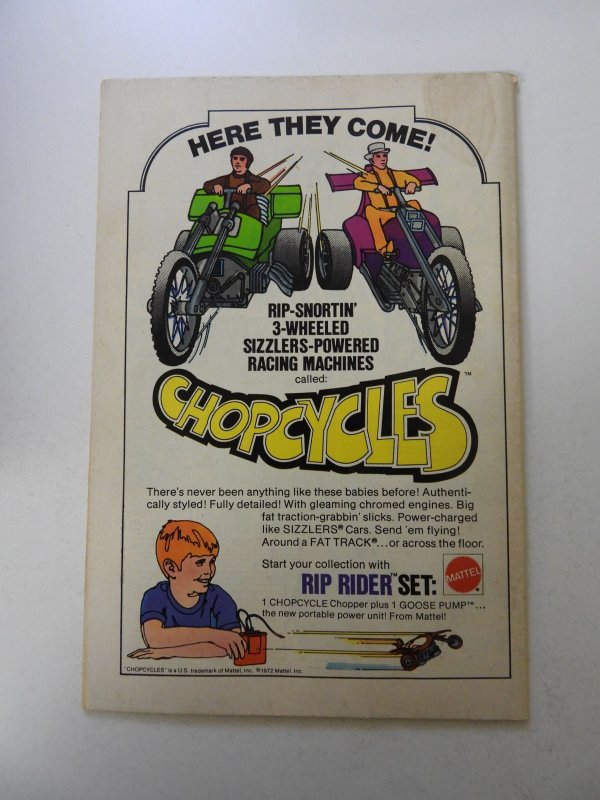 HERE THEY COME!
RIP-SNORTIN'
3-WHEELED
SIZZLERS-POWERED
RACING MACHINES
called:
CHOPCYCLES™
There's never been anything like these babies before! Authenti-
cally styled! Fully detailed! With gleaming chromed engines. Big
fat traction-grabbin' slicks. Power-charged
like SIZZLERS® Cars. Send 'em flying!
Around a FAT TRACK®...or across the floor.
Start your collection with
RIP RIDER™ SET:
MATTEL®
1 CHOPCYCLE Chopper plus 1 GOOSE PUMP™...
the new portable power unit! From Mattel!
"CHOPCYCLES" is a U.S. trademark of Mattel, Inc. ©1972 Mattel, Inc.